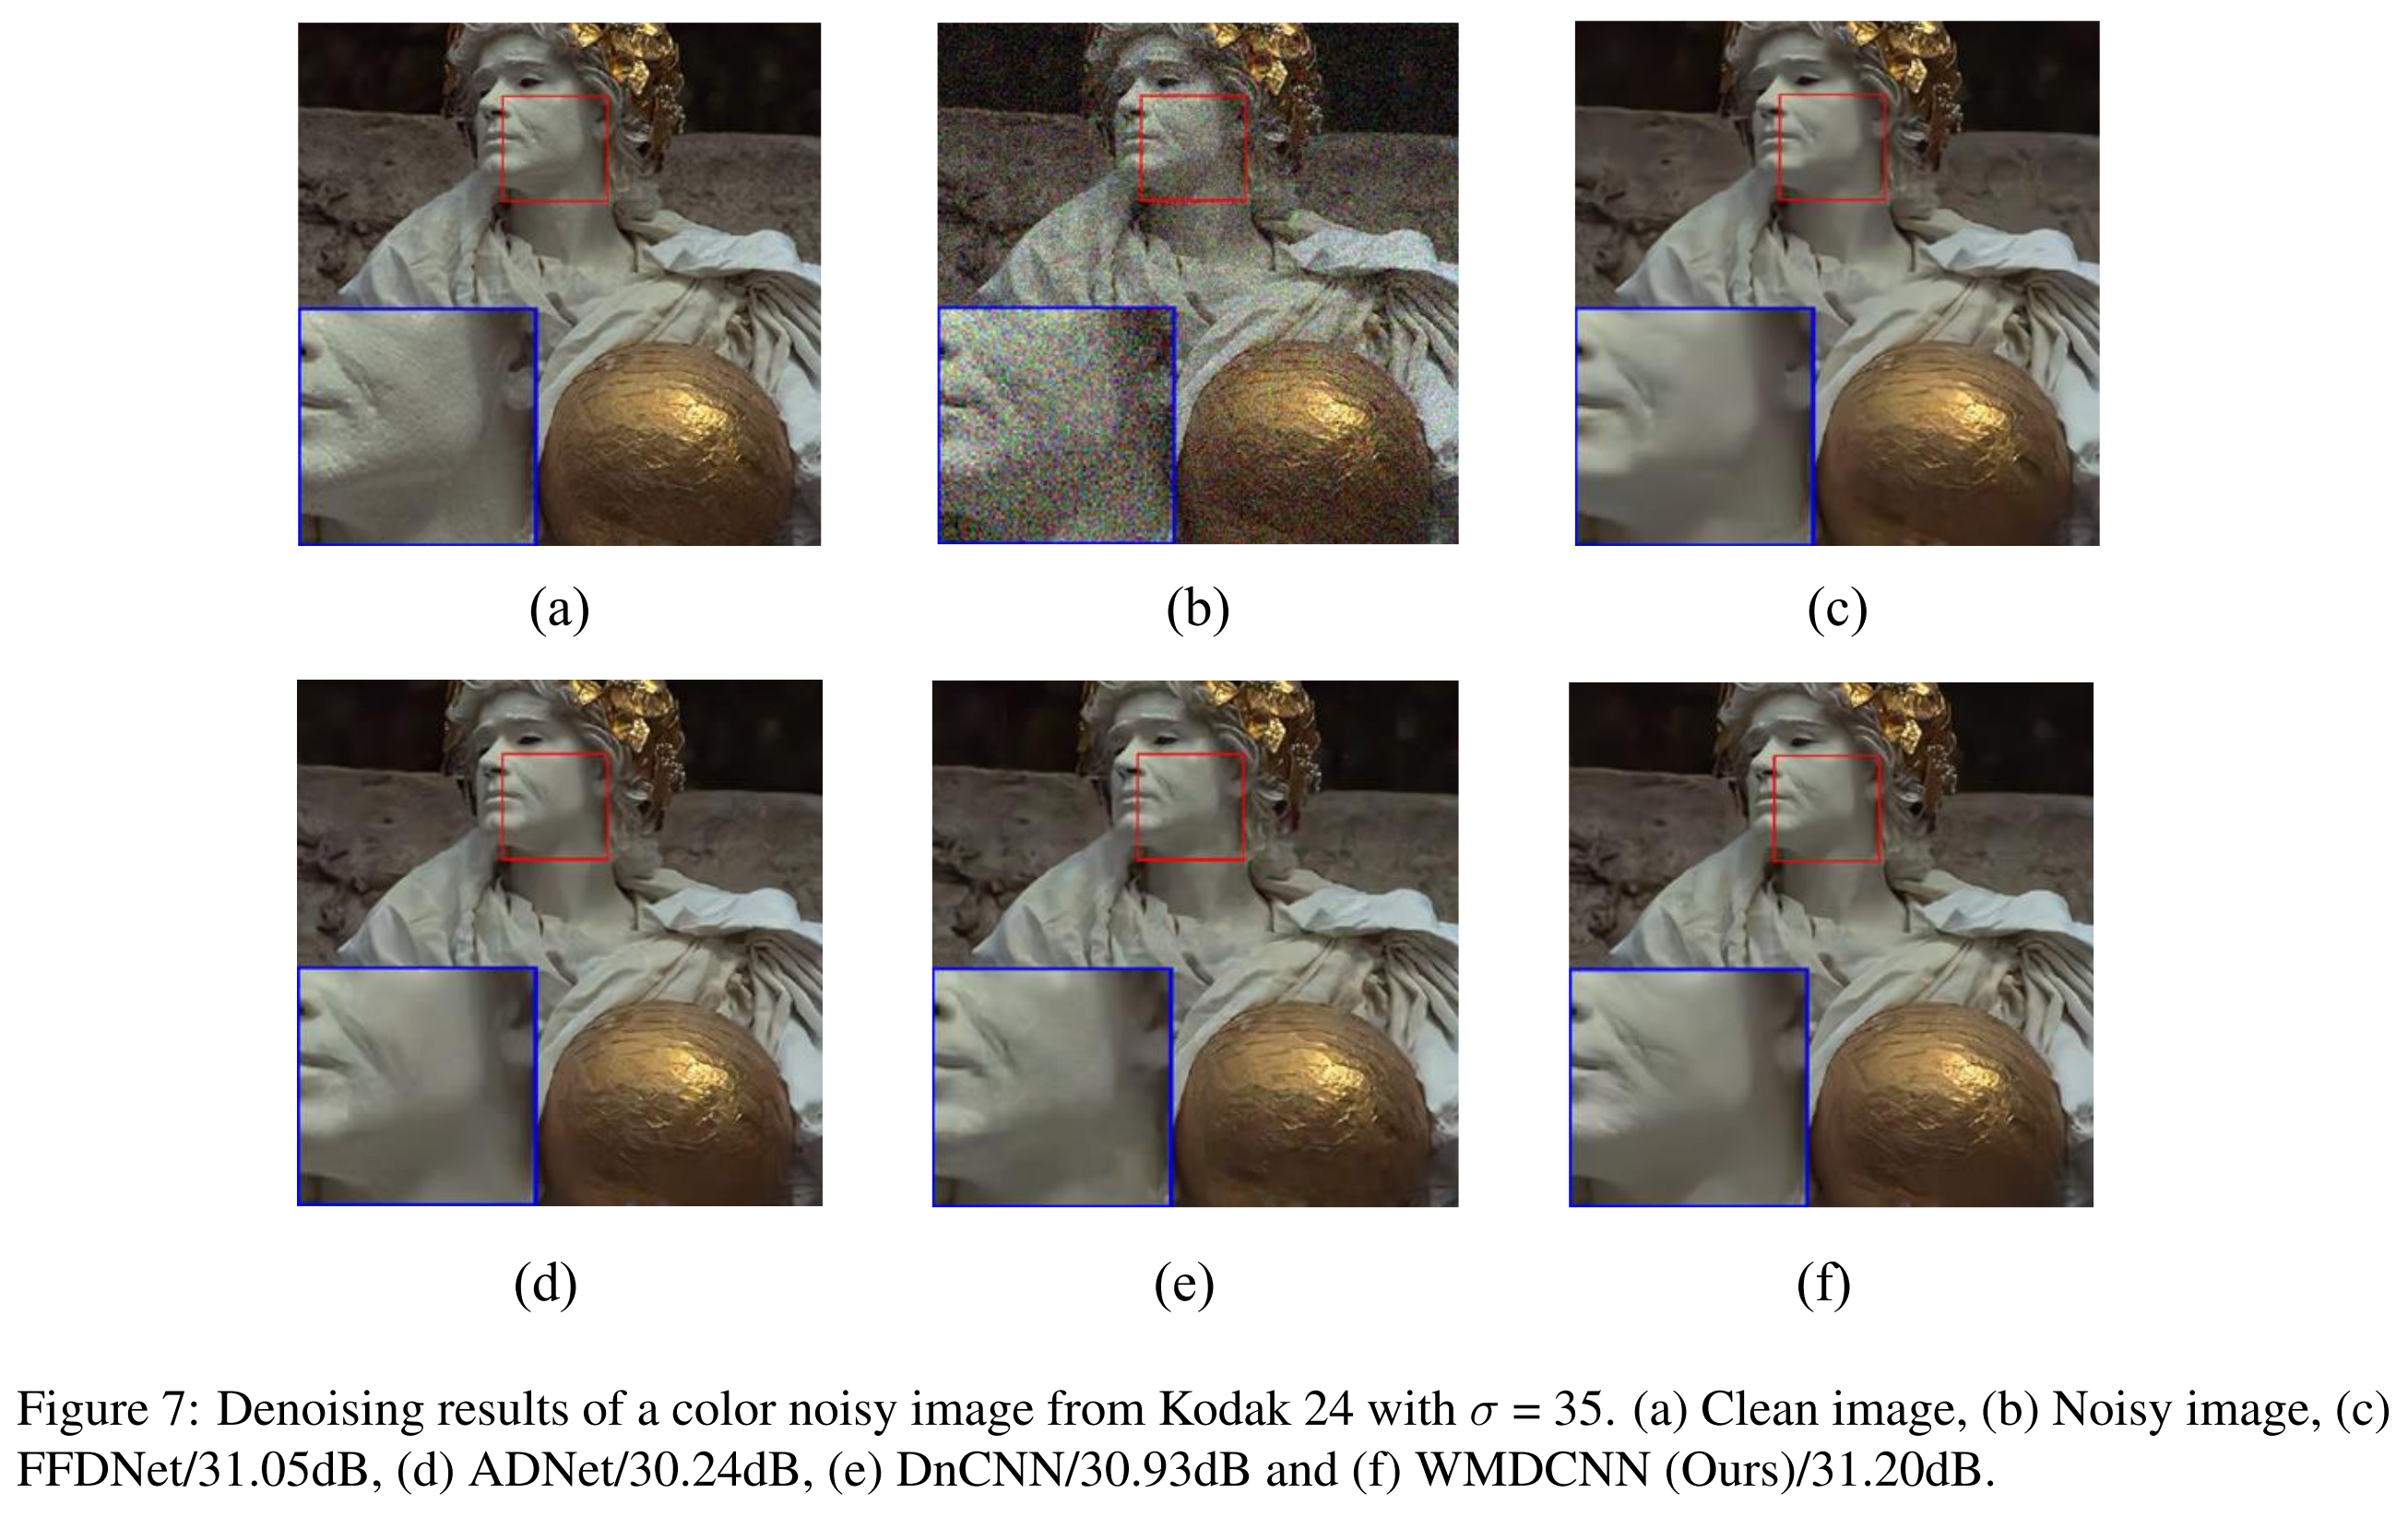 (a)
(b)
(c)
(d)
(e)
(f)
Figure 7: Denoising results of a color noisy image from Kodak 24 with σ = 35. (a) Clean image, (b) Noisy image, (c)
FFDNet/31.05dB, (d) ADNet/30.24dB, (e) DnCNN/30.93dB and (f) WMDCNN (Ours)/31.20dB.